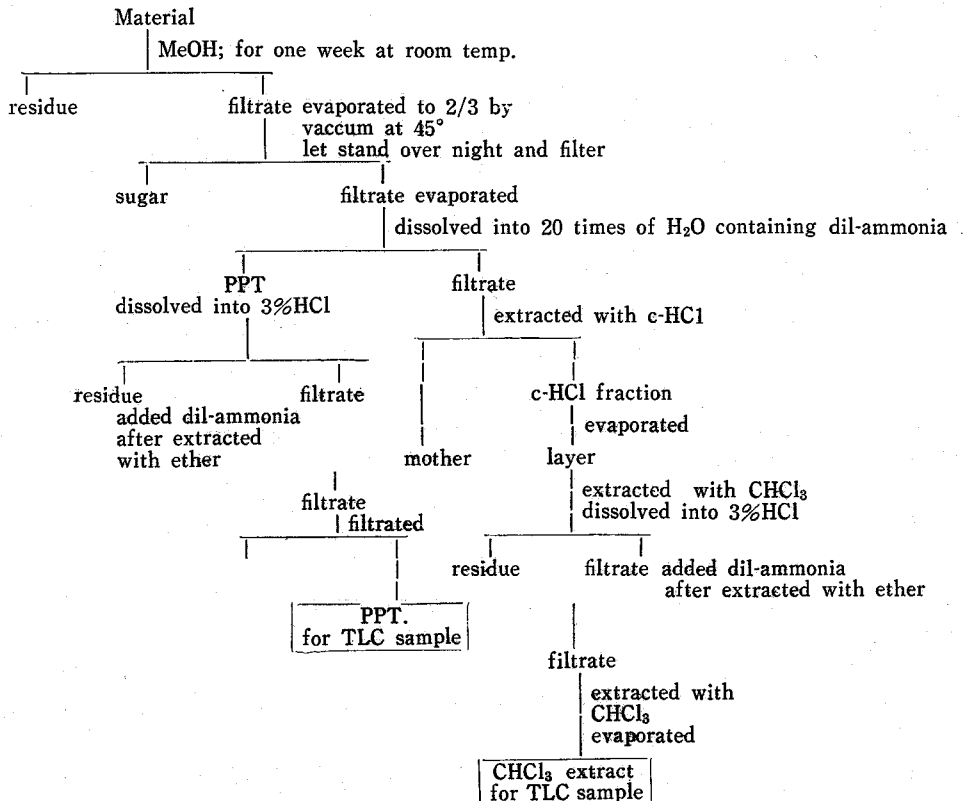 Material
MeOH; for one week at room temp.
residue
filtrate evaporated to 2/3 by
vaccum at 45°
let stand over night and filter
sugar
filtrate evaporated
dissolved into 20 times of H₂O containing dil-ammonia
PPT
dissolved into 3%HCl
filtrate
extracted with c-HCl
residue
added dil-ammonia
after extracted
with ether
filtrate
c-HCl fraction
evaporated
mother
layer
filtrate
filtrated
extracted with CHCl₃
dissolved into 3%HCl
residue
filtrate added dil-ammonia
after extracted with ether
PPT.
for TLC sample
filtrate
extracted with
CHCl₃
evaporated
CHCl₃ extract
for TLC sample